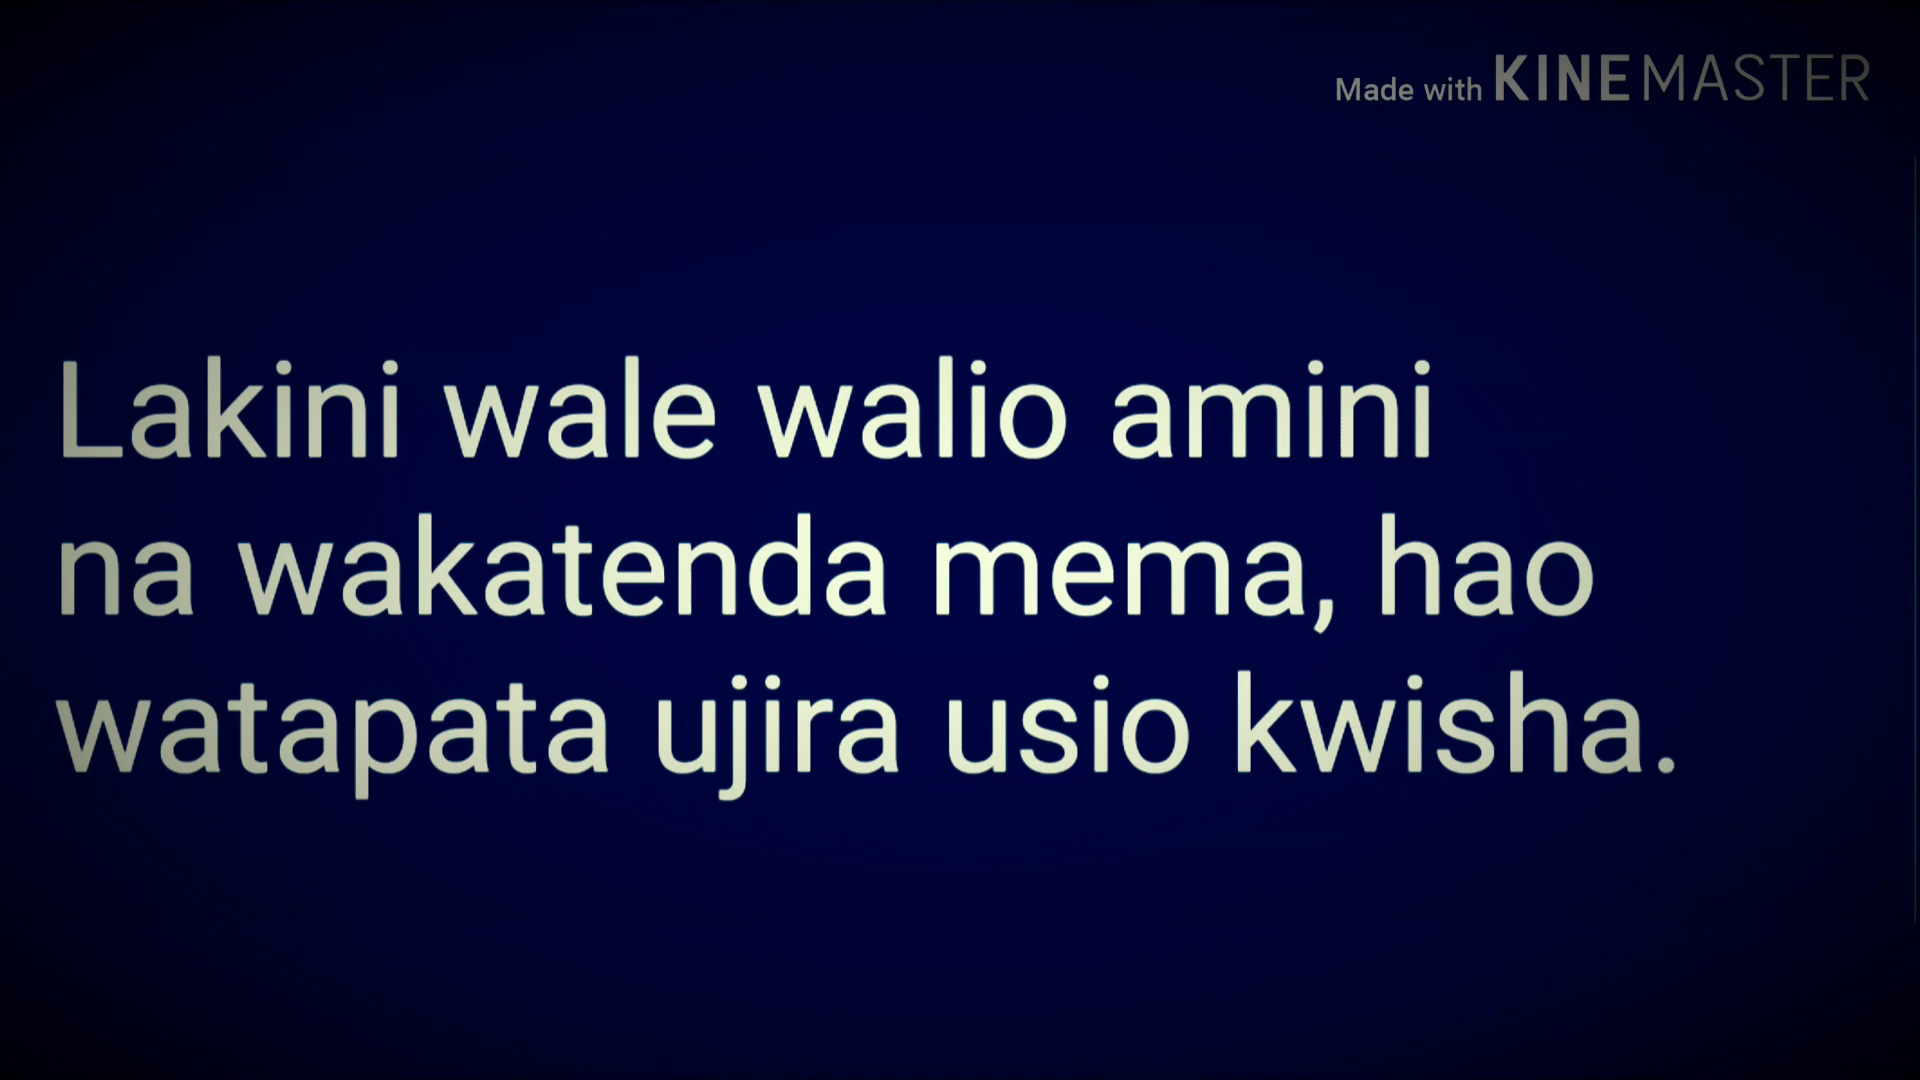 Made with KINEMASTER
Lakini wale walio amini
na wakatenda mema, hao
watapata ujira usio kwisha.